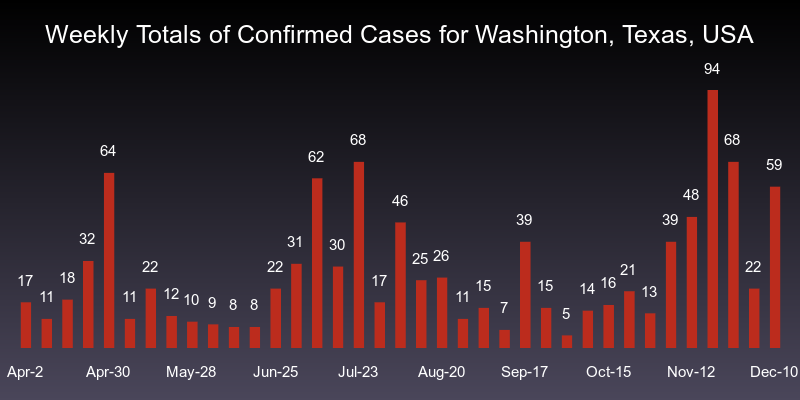 Weekly Totals of Confirmed Cases for Washington, Texas, USA
17 11 18 32 64 11 22 12 10 9 8 8 22 31 62 30 68 17 46 25 26 11 15 7 39 15 5 14 16 21 13 39 48 94 68 22 59
Apr-2 Apr-30 May-28 Jun-25 Jul-23 Aug-20 Sep-17 Oct-15 Nov-12 Dec-10